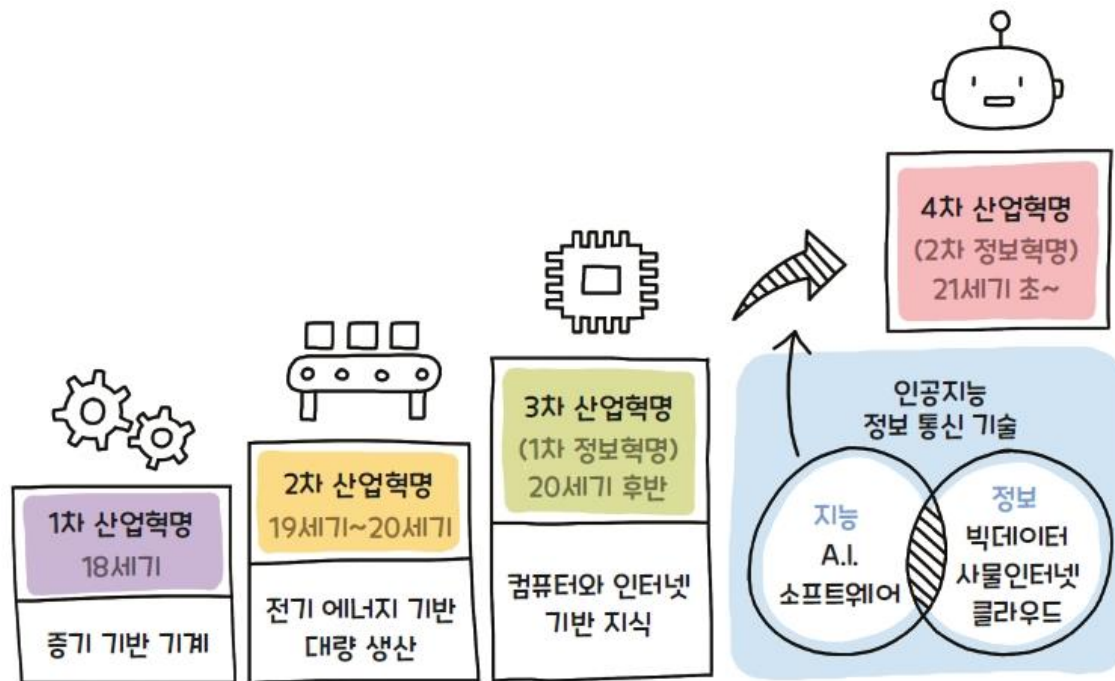 1차 산업혁명
18세기
증기 기반 기계
2차 산업혁명
19세기~20세기
전기 에너지 기반
대량 생산
3차 산업혁명
(1차 정보혁명)
20세기 후반
컴퓨터와 인터넷
기반 지식
4차 산업혁명
(2차 정보혁명)
21세기 초~
인공지능
정보 통신 기술
지능
A.I.
소프트웨어
정보
빅데이터
사물인터넷
클라우드